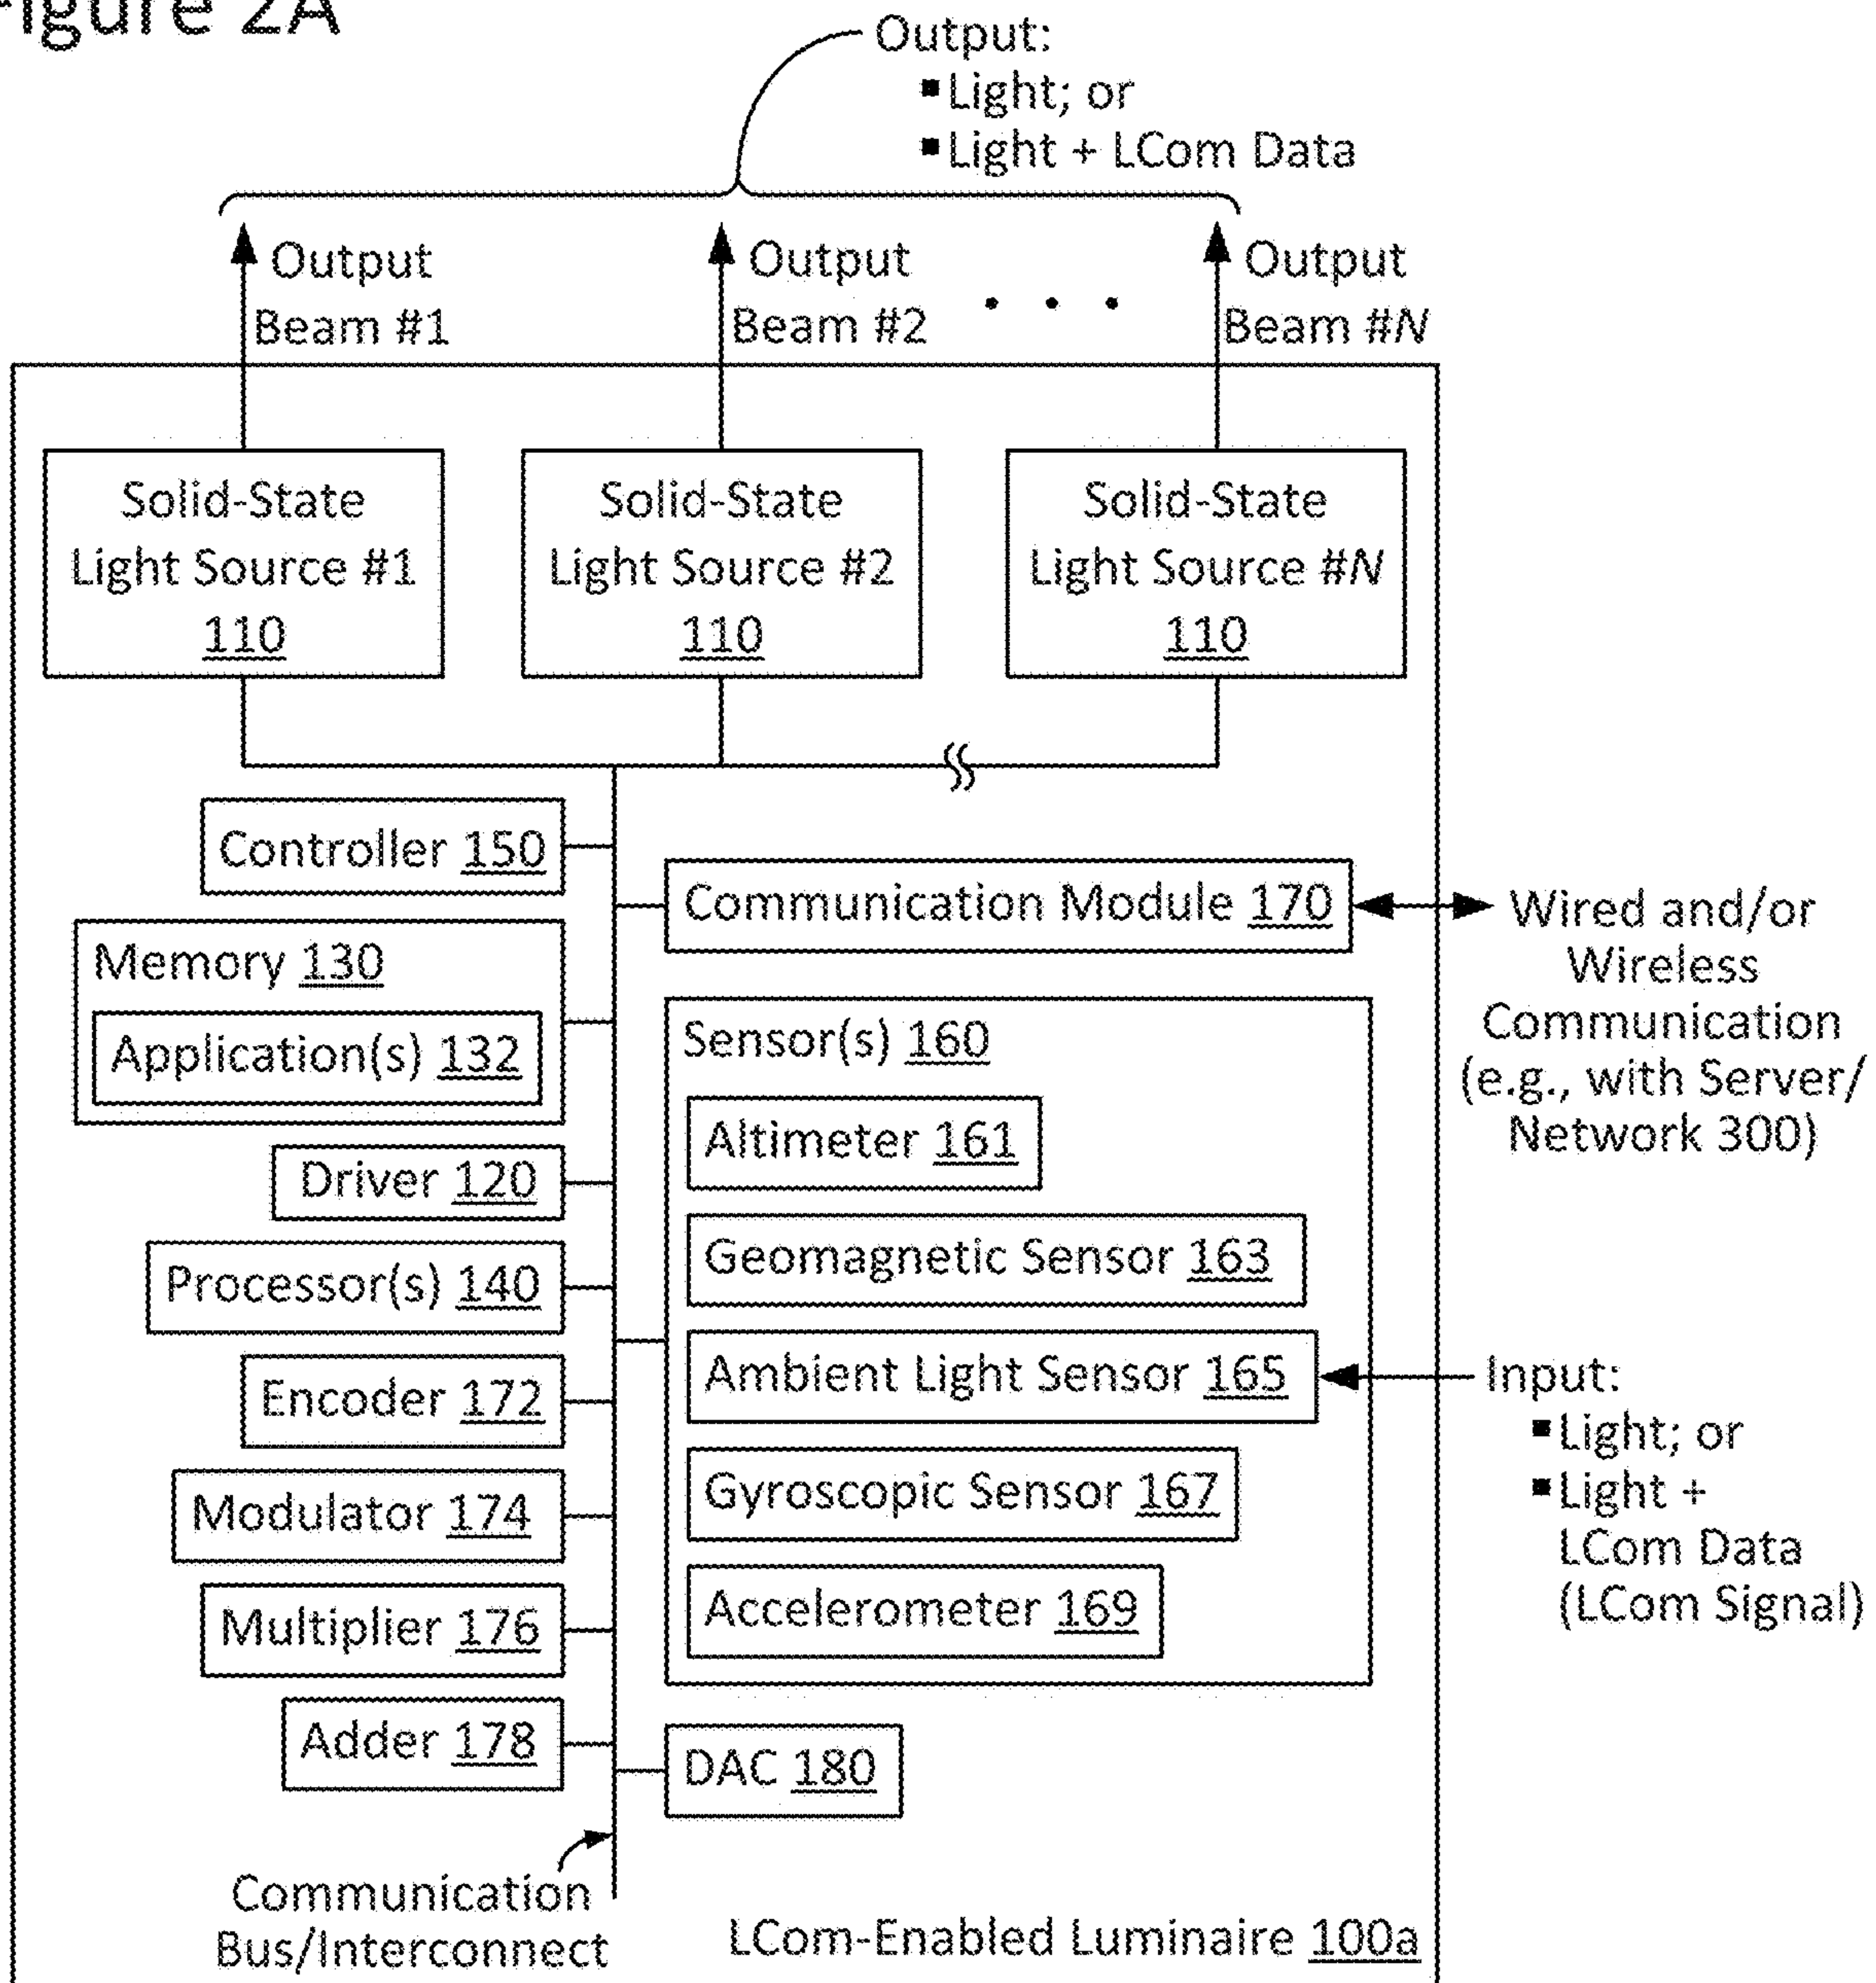 Figure 2A
Output:
▪Light; or
▪Light + LCom Data
Output
Beam #1
Output
Beam #2
. . .
Output
Beam #N
Solid-State
Light Source #1
110
Solid-State
Light Source #2
110
Solid-State
Light Source #N
110
Controller 150
Memory 130
Application(s) 132
Driver 120
Processor(s) 140
Encoder 172
Modulator 174
Multiplier 176
Adder 178
Communication
Bus/Interconnect
Communication Module 170
Wired and/or
Wireless
Communication
(e.g., with Server/
Network 300)
Sensor(s) 160
Altimeter 161
Geomagnetic Sensor 163
Ambient Light Sensor 165
Gyroscopic Sensor 167
Accelerometer 169
Input:
▪Light; or
▪Light +
LCom Data
(LCom Signal)
DAC 180
LCom-Enabled Luminaire 100a